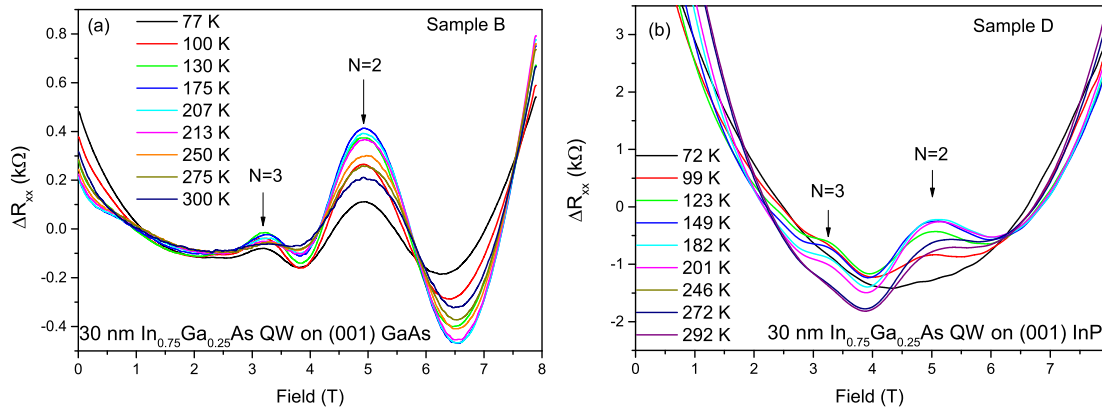 (a)
Sample B
77 K
100 K
130 K
175 K
207 K
213 K
250 K
275 K
300 K
N=2
N=3
ΔRxx (kΩ)
0.8
0.6
0.4
0.2
0.0
-0.2
-0.4
30 nm In0.75Ga0.25As QW on (001) GaAs
0 1 2 3 4 5 6 7 8
Field (T)
(b)
Sample D
N=2
N=3
72 K
99 K
123 K
149 K
182 K
201 K
246 K
272 K
292 K
ΔRxx (kΩ)
3
2
1
0
-1
-2
30 nm In0.75Ga0.25As QW on (001) InP
0 1 2 3 4 5 6 7 8
Field (T)